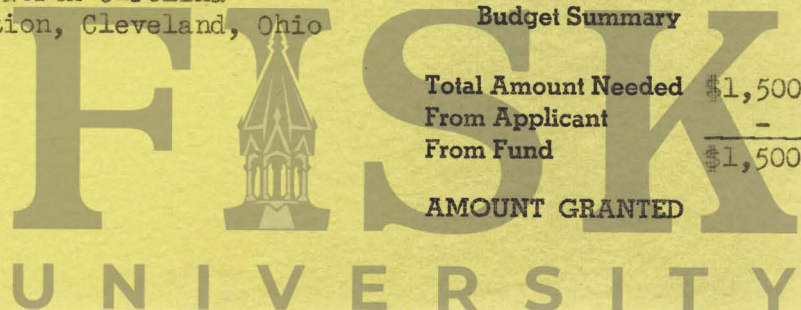 tion, Cleveland, Ohio
Budget Summary
Total Amount Needed $1,500
From Applicant -
From Fund $1,500
AMOUNT GRANTED
FISK
UNIVERSITY